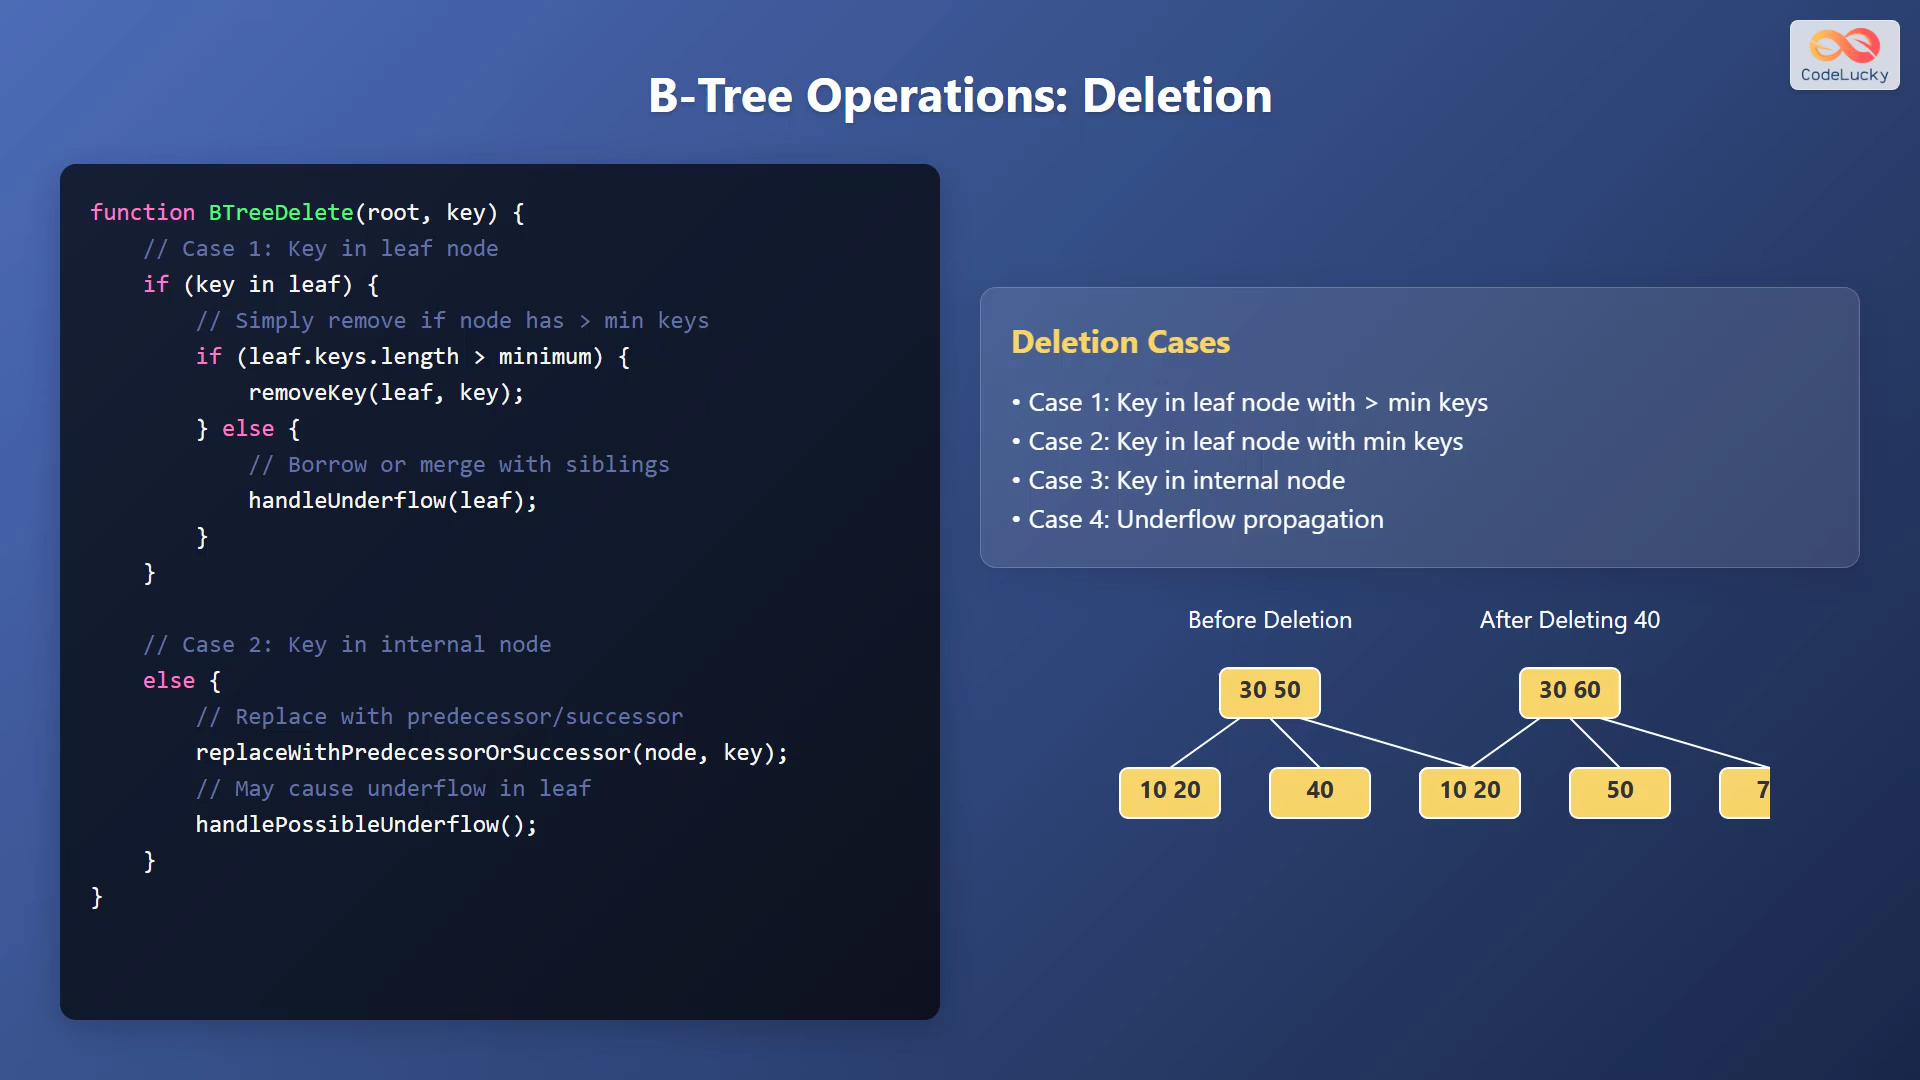 CodeLucky
B-Tree Operations: Deletion
function BTreeDelete(root, key) {
    // Case 1: Key in leaf node
    if (key in leaf) {
        // Simply remove if node has > min keys
        if (leaf.keys.length > minimum) {
            removeKey(leaf, key);
        } else {
            // Borrow or merge with siblings
            handleUnderflow(leaf);
        }
    }
    // Case 2: Key in internal node
    else {
        // Replace with predecessor/successor
        replaceWithPredecessorOrSuccessor(node, key);
        // May cause underflow in leaf
        handlePossibleUnderflow();
    }
}
Deletion Cases
• Case 1: Key in leaf node with > min keys
• Case 2: Key in leaf node with min keys
• Case 3: Key in internal node
• Case 4: Underflow propagation
Before Deletion
After Deleting 40
30 50
30 60
10 20
40
10 20
50